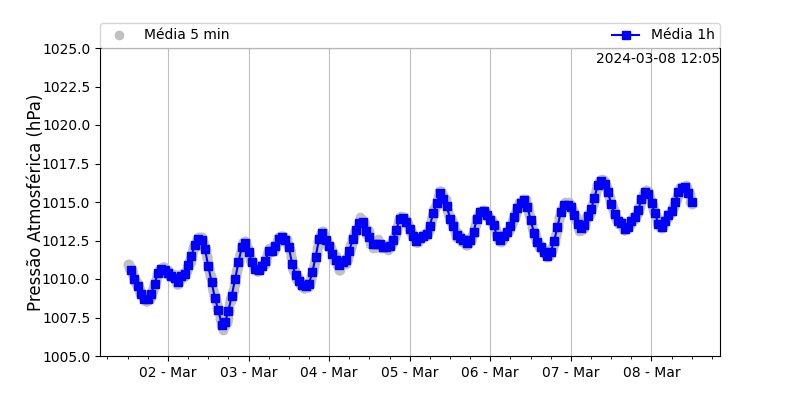 Média 5 min
Média 1h
2024-03-08 12:05
Pressão Atmosférica (hPa)
1025.0
1022.5
1020.0
1017.5
1015.0
1012.5
1010.0
1007.5
1005.0
02 - Mar
03 - Mar
04 - Mar
05 - Mar
06 - Mar
07 - Mar
08 - Mar